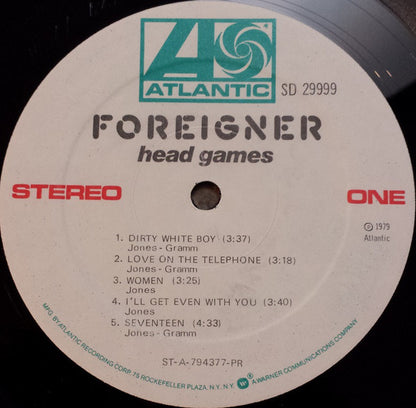 ATLANTIC
SD 29999
FOREIGNER
head games
STEREO
ONE
℗ 1979
Atlantic
1. DIRTY WHITE BOY (3:37)
Jones - Gramm
2. LOVE ON THE TELEPHONE (3:18)
Jones - Gramm
3. WOMEN (3:25)
Jones
4. I'LL GET EVEN WITH YOU (3:40)
Jones
5. SEVENTEEN (4:33)
Jones - Gramm
ST-A-794377-PR
MFG. BY ATLANTIC RECORDING CORP. 75 ROCKEFELLER PLAZA, N.Y. N.Y. ® A WARNER COMMUNICATIONS COMPANY.